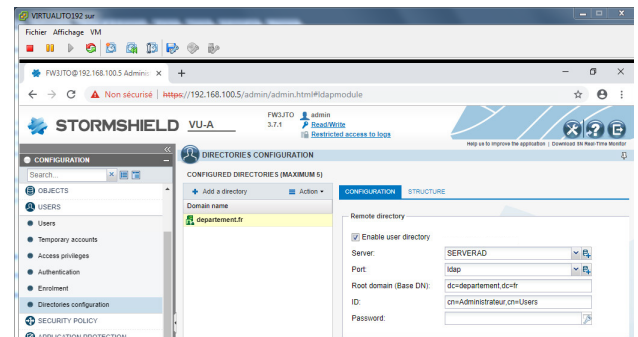 VIRTUALITO192 sur
Fichier Affichage VM
FW3JTO@192.168.100.5 Adminis
Non sécurisé | https://192.168.100.5/admin/admin.html#ldapmodule
STORMSHIELD VU-A
FW3JTO admin
3.7.1 Read/Write
Restricted access to logs
Help us to improve the application | Download SN Real-Time Monitor
CONFIGURATION
Search...
OBJECTS
USERS
Users
Temporary accounts
Access privileges
Authentication
Enrolment
Directories configuration
SECURITY POLICY
APPLICATION PROTECTION
DIRECTORIES CONFIGURATION
CONFIGURED DIRECTORIES (MAXIMUM 5)
Add a directory Action
Domain name
departement.fr
CONFIGURATION STRUCTURE
Remote directory
Enable user directory
Server: SERVERAD
Port: ldap
Root domain (Base DN): dc=departement,dc=fr
ID: cn=Administrateur,cn=Users
Password: